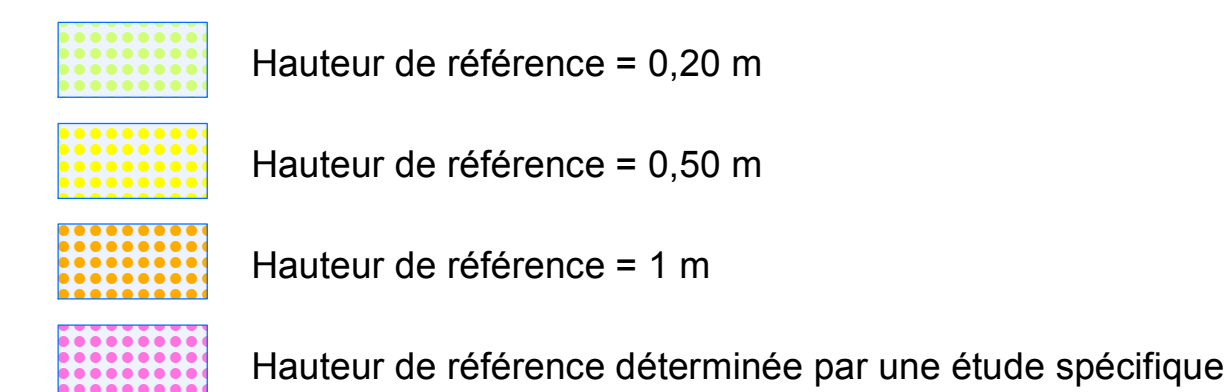 Hauteur de référence = 0,20 m
Hauteur de référence = 0,50 m
Hauteur de référence = 1 m
Hauteur de référence déterminée par une étude spécifique